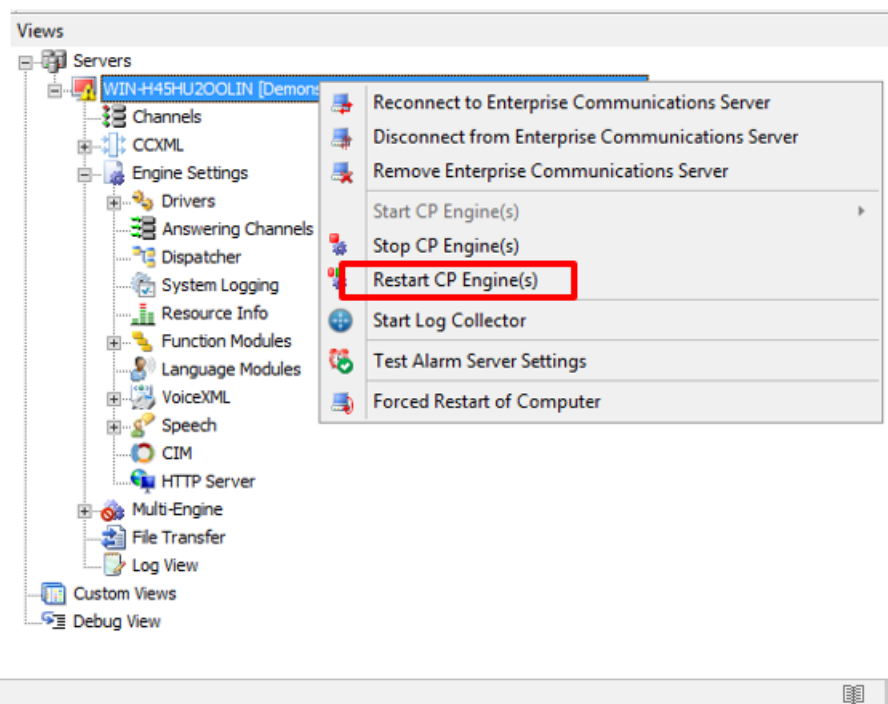 Views
Servers
WIN-H45HU2OOLIN [Demons
Channels
CCXML
Engine Settings
Drivers
Answering Channels
Dispatcher
System Logging
Resource Info
Function Modules
Language Modules
VoiceXML
Speech
CIM
HTTP Server
Multi-Engine
File Transfer
Log View
Custom Views
Debug View
Reconnect to Enterprise Communications Server
Disconnect from Enterprise Communications Server
Remove Enterprise Communications Server
Start CP Engine(s)
Stop CP Engine(s)
Restart CP Engine(s)
Start Log Collector
Test Alarm Server Settings
Forced Restart of Computer